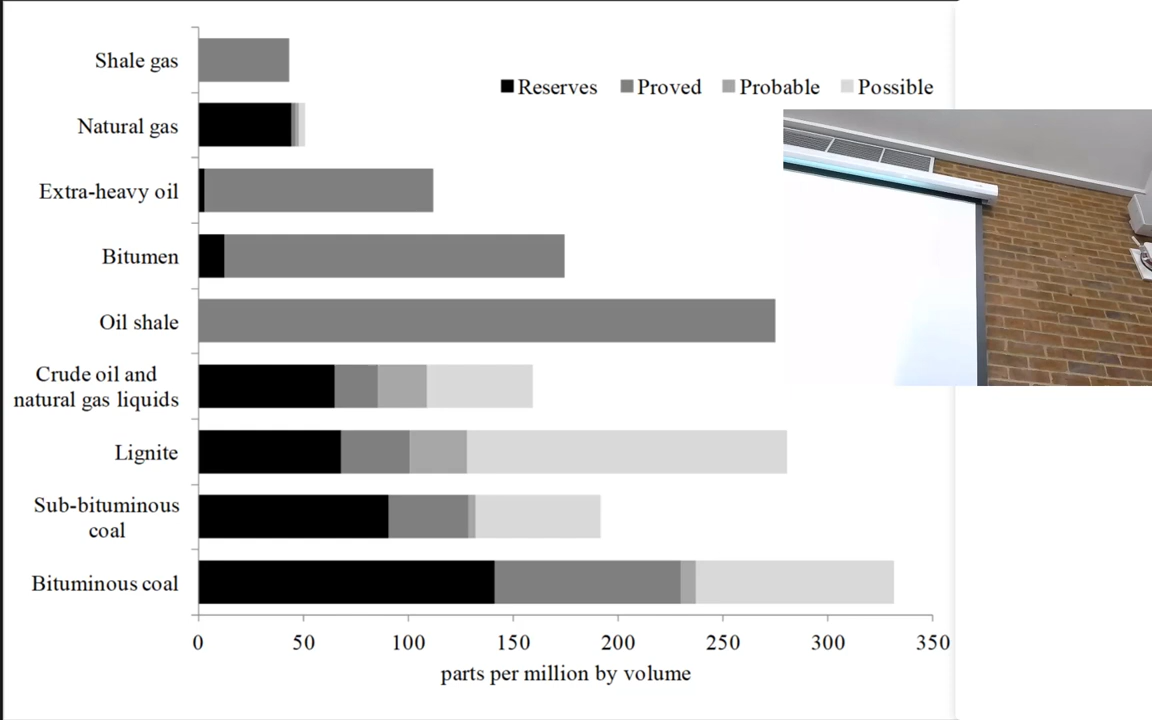 Shale gas
Reserves Proved Probable Possible
Natural gas
Extra-heavy oil
Bitumen
Oil shale
Crude oil and
natural gas liquids
Lignite
Sub-bituminous
coal
Bituminous coal
0 50 100 150 200 250 300 350
parts per million by volume